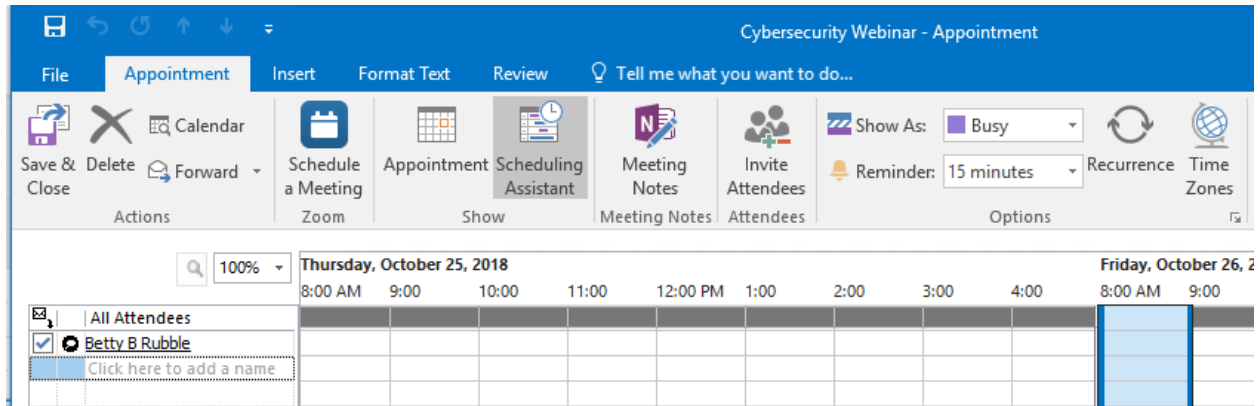 Cybersecurity Webinar - Appointment
File Appointment Insert Format Text Review Tell me what you want to do...
Save & Close Delete Calendar Forward Schedule a Meeting Appointment Scheduling Assistant Meeting Notes Invite Attendees Show As: Busy Reminder: 15 minutes Recurrence Time Zones
Actions Zoom Show Meeting Notes Attendees Options
100% Thursday, October 25, 2018 Friday, October 26, 2
8:00 AM 9:00 10:00 11:00 12:00 PM 1:00 2:00 3:00 4:00 8:00 AM 9:00
All Attendees
Betty B Rubble
Click here to add a name